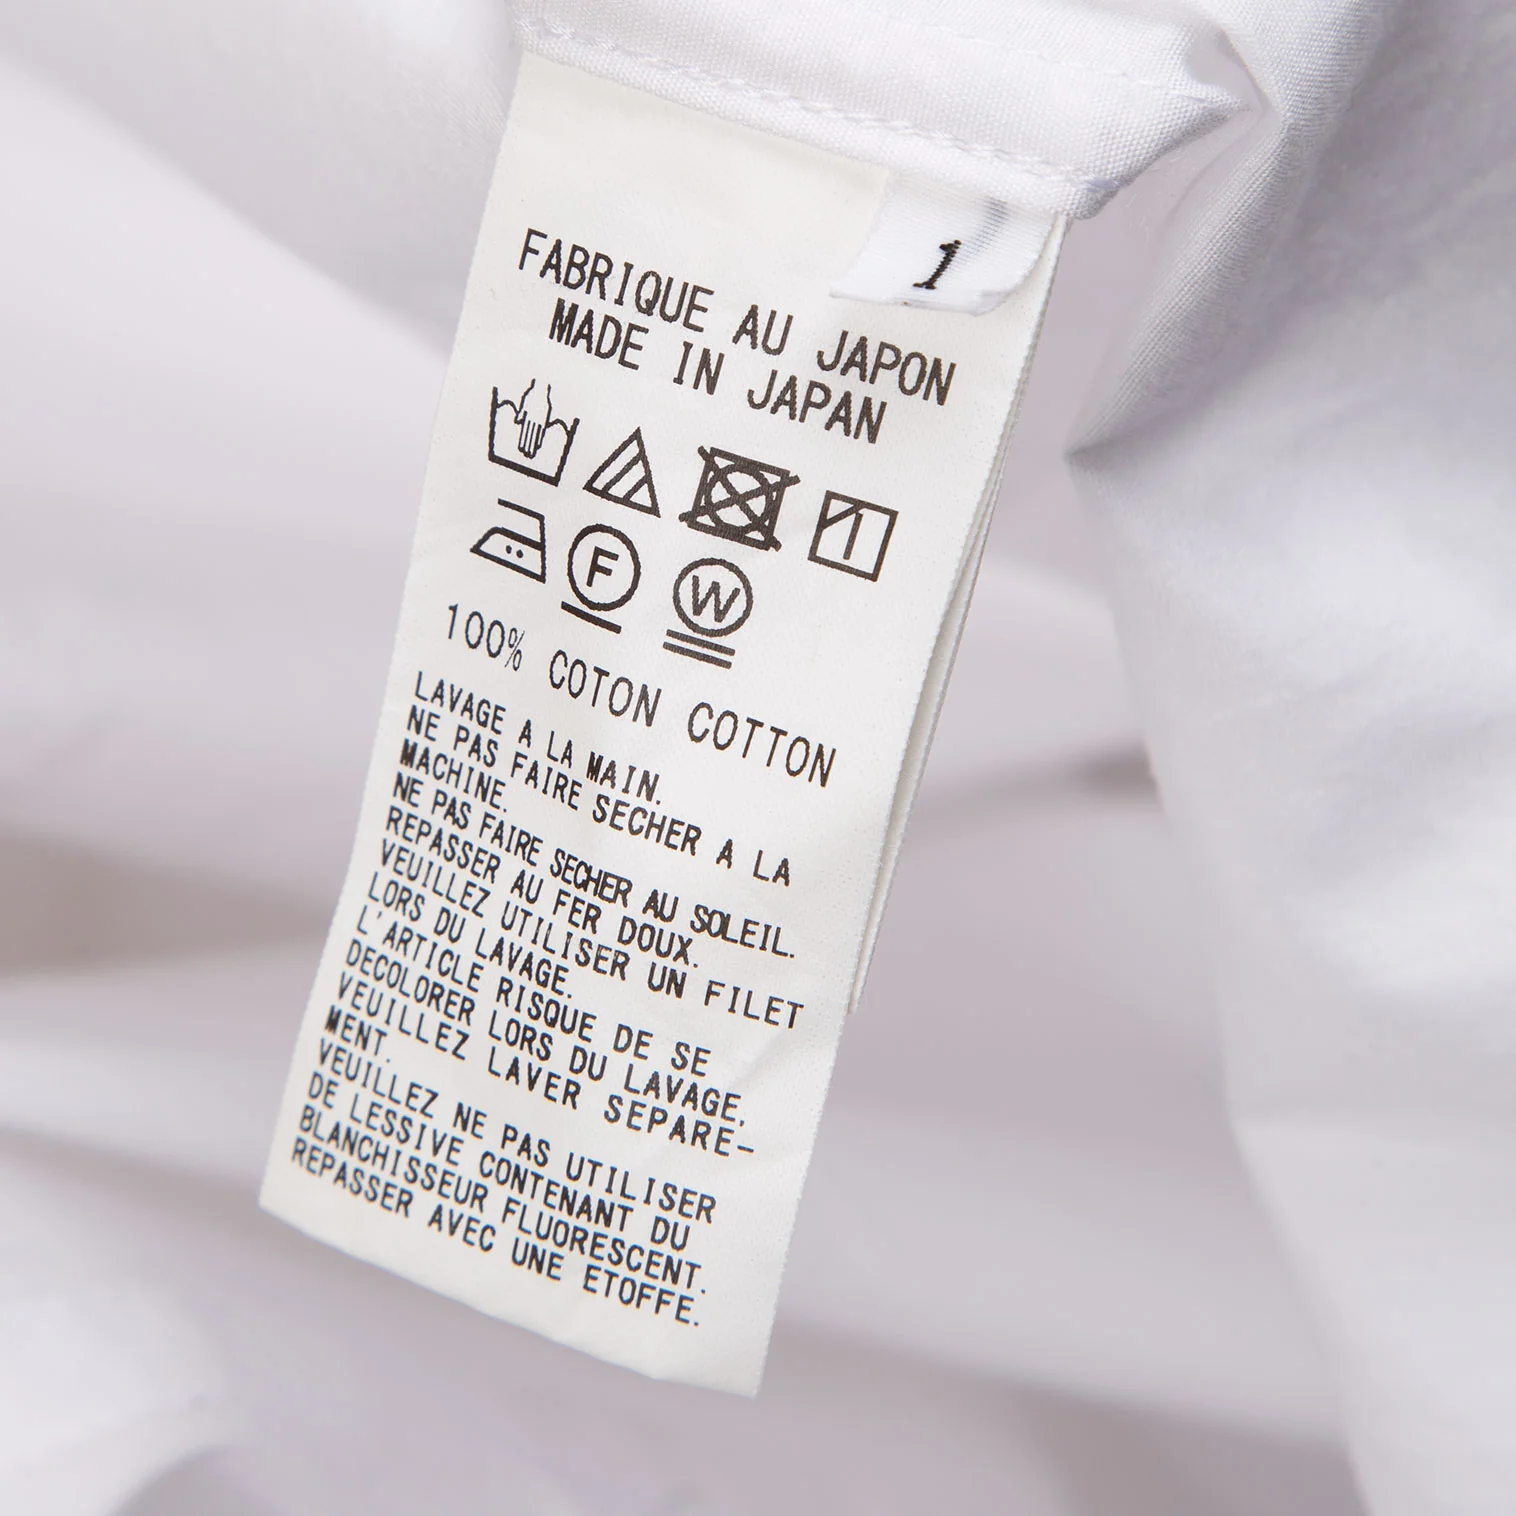 1
FABRIQUE AU JAPON
MADE IN JAPAN
1
F
W
100% COTON COTTON
LAVAGE A LA MAIN.
NE PAS FAIRE SECHER A LA
MACHINE.
NE PAS FAIRE SECHER AU SOLEIL.
REPASSER AU FER DOUX.
VEUILLEZ UTILISER UN FILET
LORS DU LAVAGE.
L'ARTICLE RISQUE DE SE
DECOLORER LORS DU LAVAGE,
VEUILLEZ LAVER SEPARE-
MENT.
VEUILLEZ NE PAS UTILISER
DE LESSIVE CONTENANT DU
BLANCHISSEUR FLUORESCENT.
REPASSER AVEC UNE ETOFFE.